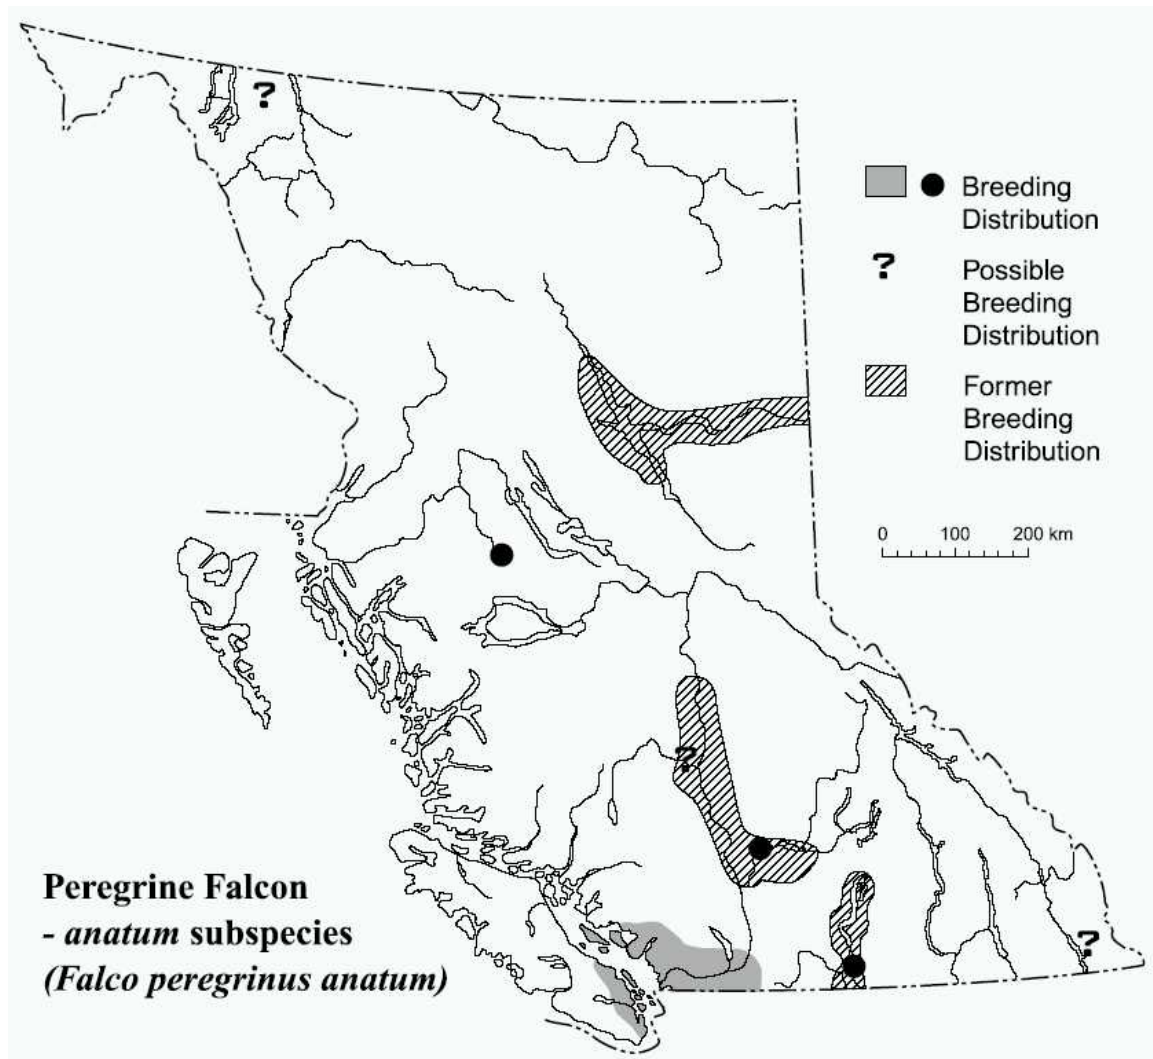 ?
Breeding
Distribution
?
Possible
Breeding
Distribution
Former
Breeding
Distribution
0 100 200 km
?
Peregrine Falcon
- anatum subspecies
(Falco peregrinus anatum)
?